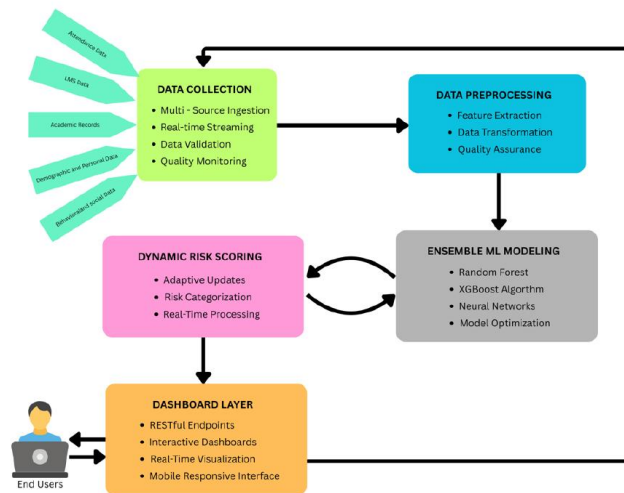 Attendance Data
LMS Data
Academic Records
Demographic and Personal Data
Behavioral and social Data
DATA COLLECTION
• Multi - Source Ingestion
• Real-time Streaming
• Data Validation
• Quality Monitoring
DATA PREPROCESSING
• Feature Extraction
• Data Transformation
• Quality Assurance
DYNAMIC RISK SCORING
• Adaptive Updates
• Risk Categorization
• Real-Time Processing
ENSEMBLE ML MODELING
• Random Forest
• XGBoost Algorthm
• Neural Networks
• Model Optimization
DASHBOARD LAYER
• RESTful Endpoints
• Interactive Dashboards
• Real-Time Visualization
• Mobile Responsive Interface
End Users